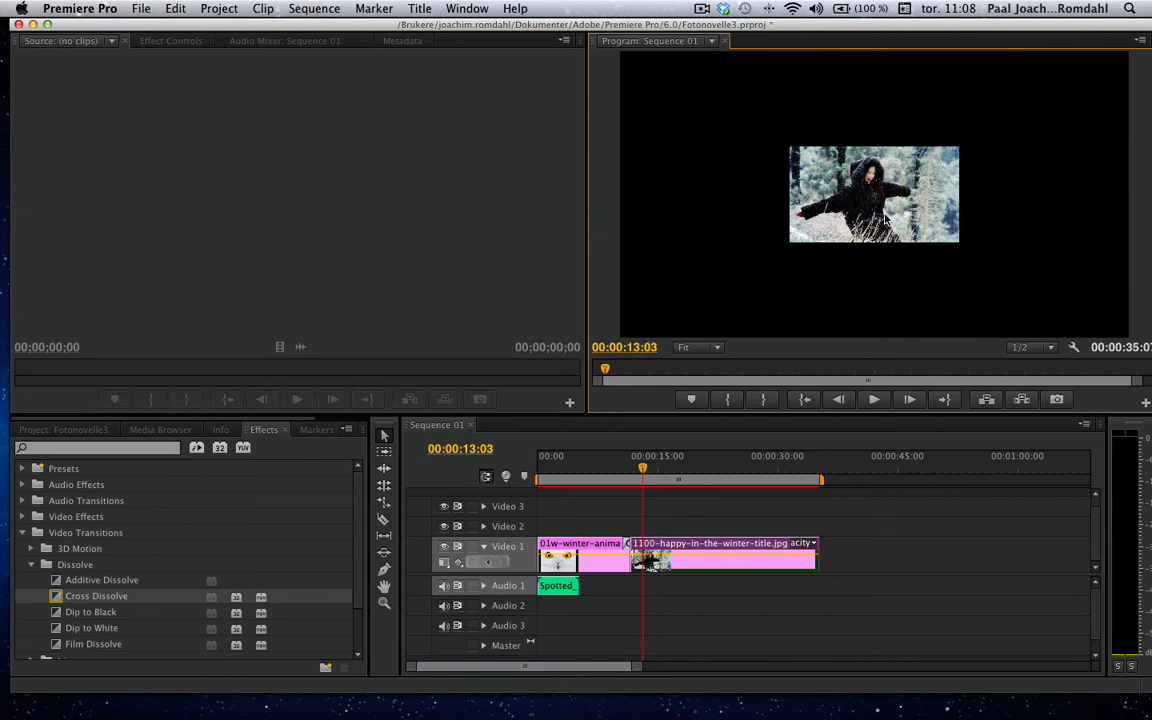 Premiere Pro File Edit Project Clip Sequence Marker Title Window Help (100 %) tor. 11:08 Paal Joach...Romdahl
/Brukere/joachim.romdahl/Dokumenter/Adobe/Premiere Pro/6.0/Fotonovelle3.prproj *
Source: (no clips) Effect Controls Audio Mixer: Sequence 01 Metadata
Program: Sequence 01
00;00;00;00 00;00;00;00
00:00:13:03 Fit 1/2 00:00:35:07
Project: Fotonovelle3 Media Browser Info Effects Markers
32 YUV
Presets
Audio Effects
Audio Transitions
Video Effects
Video Transitions
3D Motion
Dissolve
Additive Dissolve
Cross Dissolve
Dip to Black
Dip to White
Film Dissolve
Sequence 01
00:00:13:03
00:00 00:00:15:00 00:00:30:00 00:00:45:00 00:01:00:00
Video 3
Video 2
Video 1 01w-winter-anima 1100-happy-in-the-winter-title.jpg acity
Audio 1 Spotted_
Audio 2
Audio 3
Master
0
S S